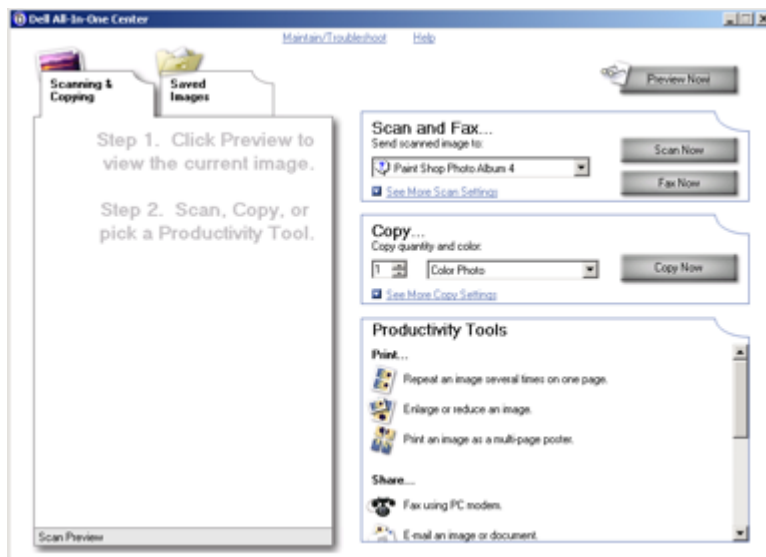 Dell All-In-One Center
Maintain/Troubleshoot Help
Scanning & Copying
Saved Images
Step 1. Click Preview to
view the current image.
Step 2. Scan, Copy, or
pick a Productivity Tool.
Scan Preview
Preview Now
Scan and Fax...
Send scanned image to:
Paint Shop Photo Album 4
See More Scan Settings
Scan Now
Fax Now
Copy...
Copy quantity and color:
1 Color Photo
Copy Now
See More Copy Settings
Productivity Tools
Print...
Repeat an image several times on one page.
Enlarge or reduce an image.
Print an image as a multi-page poster.
Share...
Fax using PC modem.
E-mail an image or document.